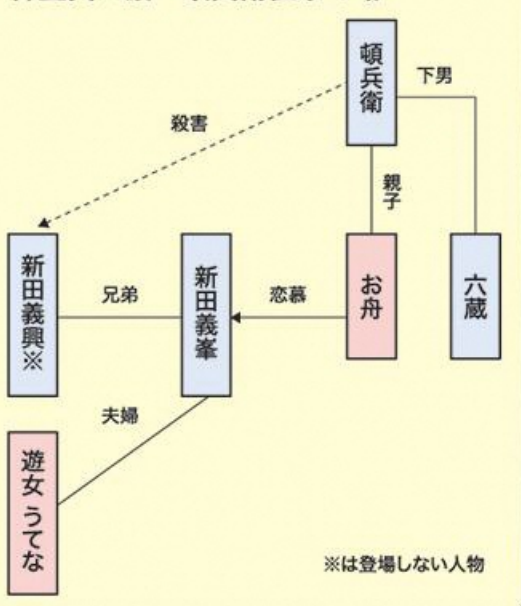 頓兵衛
下男
殺害
親子
新田義興※
兄弟
新田義峯
恋慕
お舟
六蔵
夫婦
遊女 うてな
※は登場しない人物